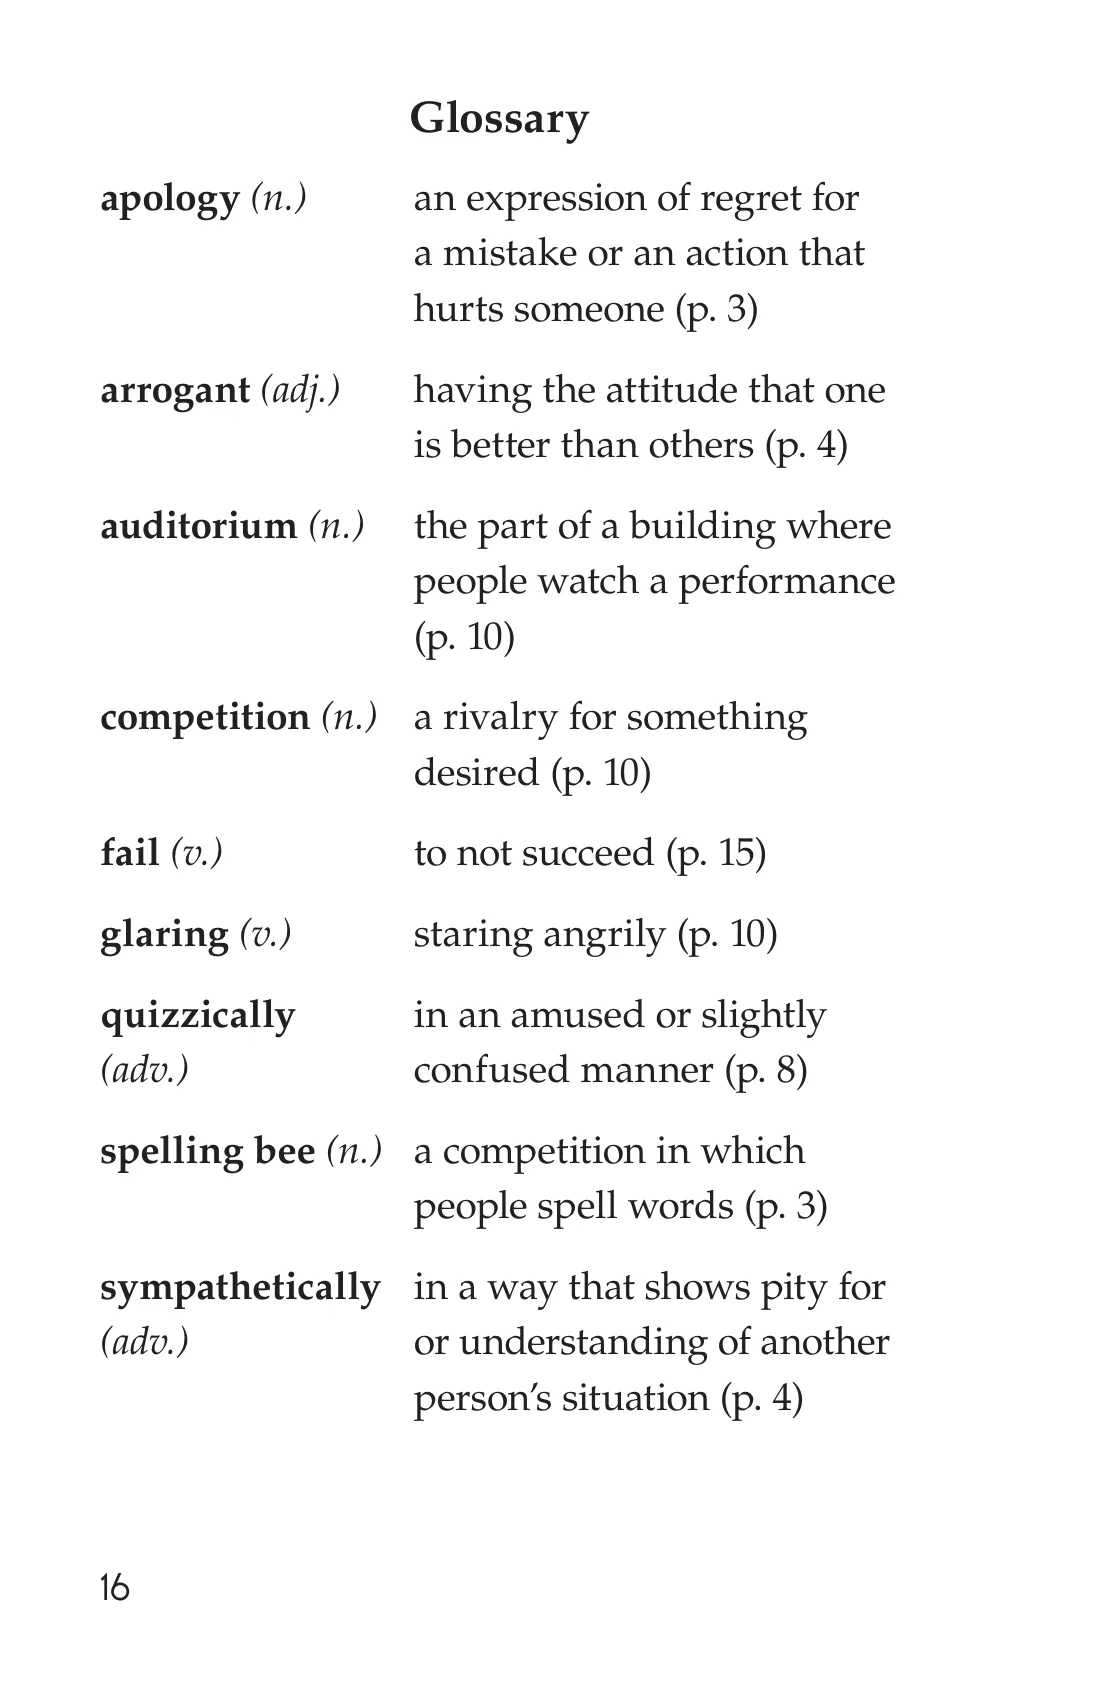 Glossary
apology (n.) an expression of regret for
a mistake or an action that
hurts someone (p. 3)
arrogant (adj.) having the attitude that one
is better than others (p. 4)
auditorium (n.) the part of a building where
people watch a performance
(p. 10)
competition (n.) a rivalry for something
desired (p. 10)
fail (v.) to not succeed (p. 15)
glaring (v.) staring angrily (p. 10)
quizzically in an amused or slightly
(adv.) confused manner (p. 8)
spelling bee (n.) a competition in which
people spell words (p. 3)
sympathetically in a way that shows pity for
(adv.) or understanding of another
person’s situation (p. 4)
16